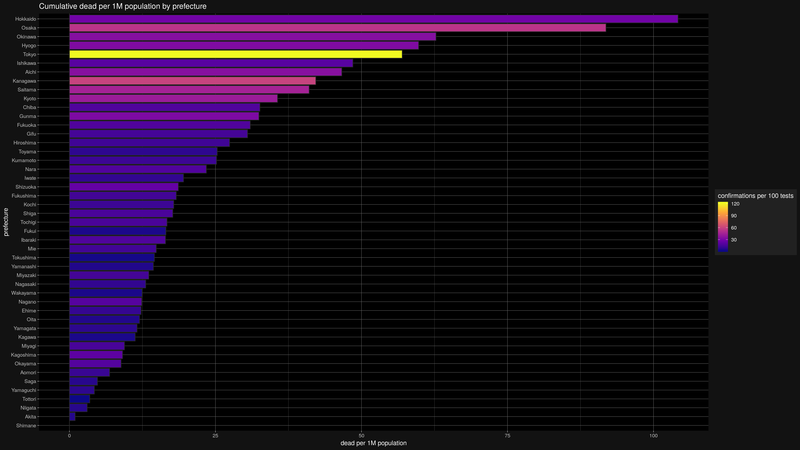 Cumulative dead per 1M population by prefecture
prefecture
Hokkaido
Osaka
Okinawa
Hyogo
Tokyo
Ishikawa
Aichi
Kanagawa
Saitama
Kyoto
Chiba
Gunma
Fukuoka
Gifu
Hiroshima
Toyama
Kumamoto
Nara
Iwate
Shizuoka
Fukushima
Kochi
Shiga
Tochigi
Fukui
Ibaraki
Mie
Tokushima
Yamanashi
Miyazaki
Nagasaki
Wakayama
Nagano
Ehime
Oita
Yamagata
Kagawa
Miyagi
Kagoshima
Okayama
Aomori
Saga
Yamaguchi
Tottori
Niigata
Akita
Shimane
0 25 50 75 100
dead per 1M population
confirmations per 100 tests
120
90
60
30